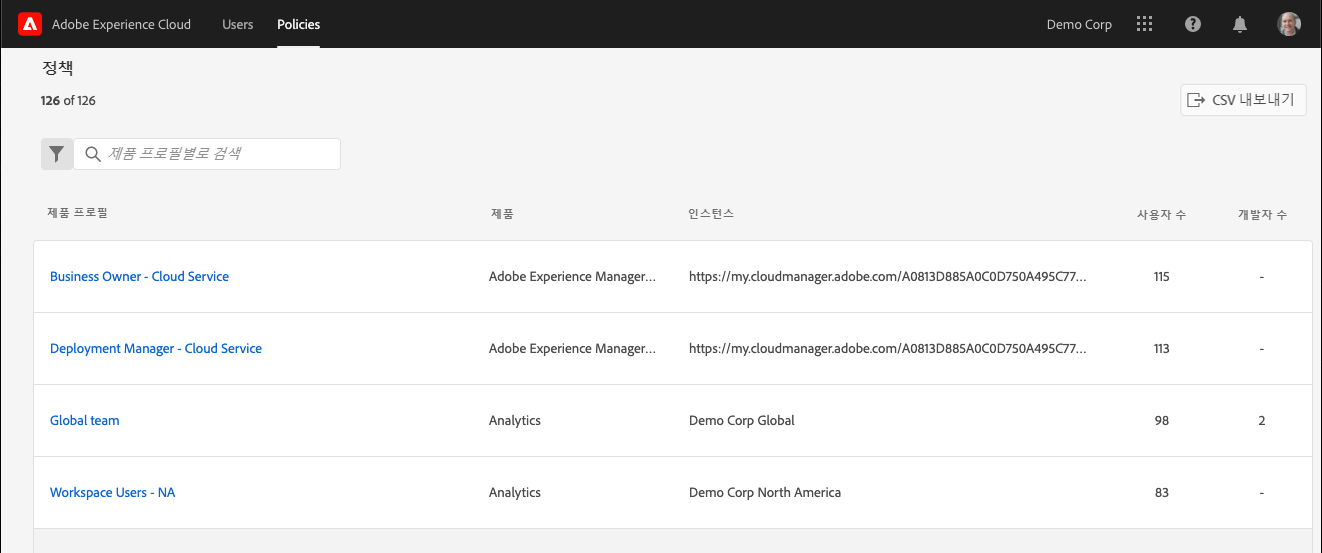 Adobe Experience Cloud Users Policies Demo Corp
정책
126 of 126
CSV 내보내기
제품 프로필별로 검색
제품 프로필 제품 인스턴스 사용자 수 개발자 수
Business Owner - Cloud Service Adobe Experience Manager... https://my.cloudmanager.adobe.com/A0813D885A0C0D750A495C77... 115 -
Deployment Manager - Cloud Service Adobe Experience Manager... https://my.cloudmanager.adobe.com/A0813D885A0C0D750A495C77... 113 -
Global team Analytics Demo Corp Global 98 2
Workspace Users - NA Analytics Demo Corp North America 83 -